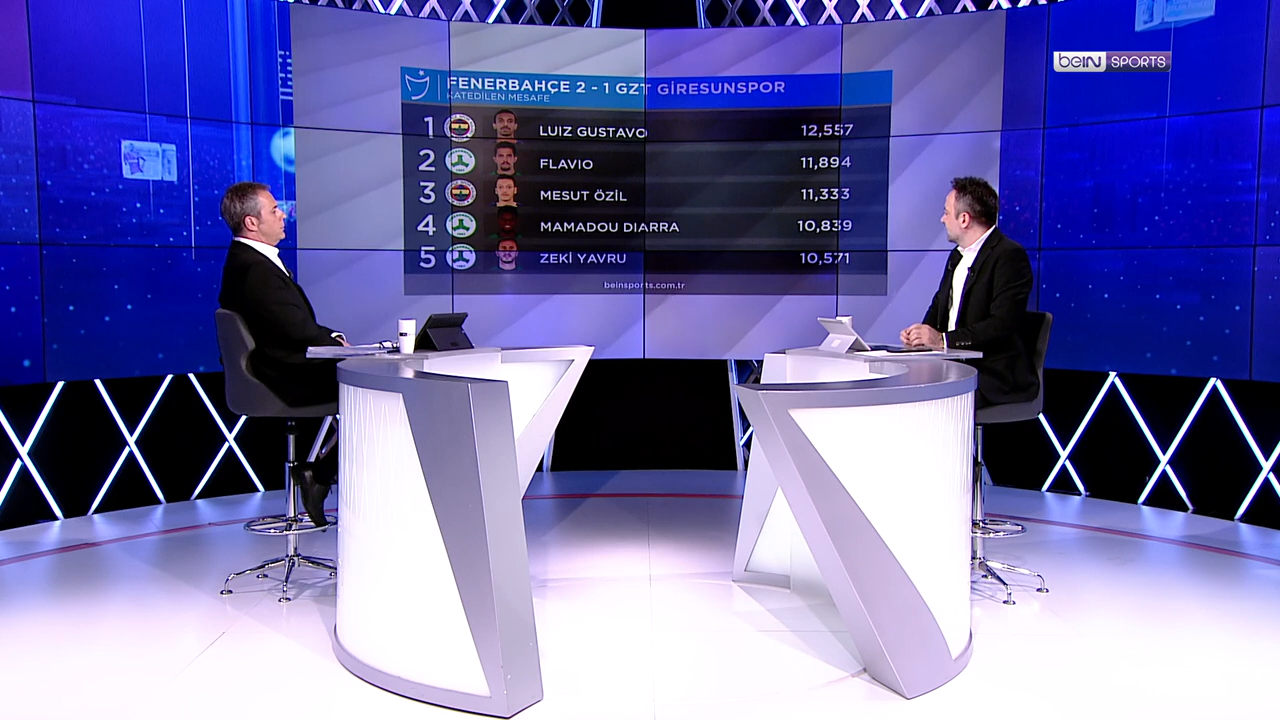 beIN SPORTS
FENERBAHÇE 2 - 1 GZT GİRESUNSPOR
KATEDİLEN MESAFE
1 LUIZ GUSTAVO 12,557
2 FLAVIO 11,894
3 MESUT ÖZİL 11,333
4 MAMADOU DIARRA 10,839
5 ZEKİ YAVRU 10,571
beinsports.com.tr